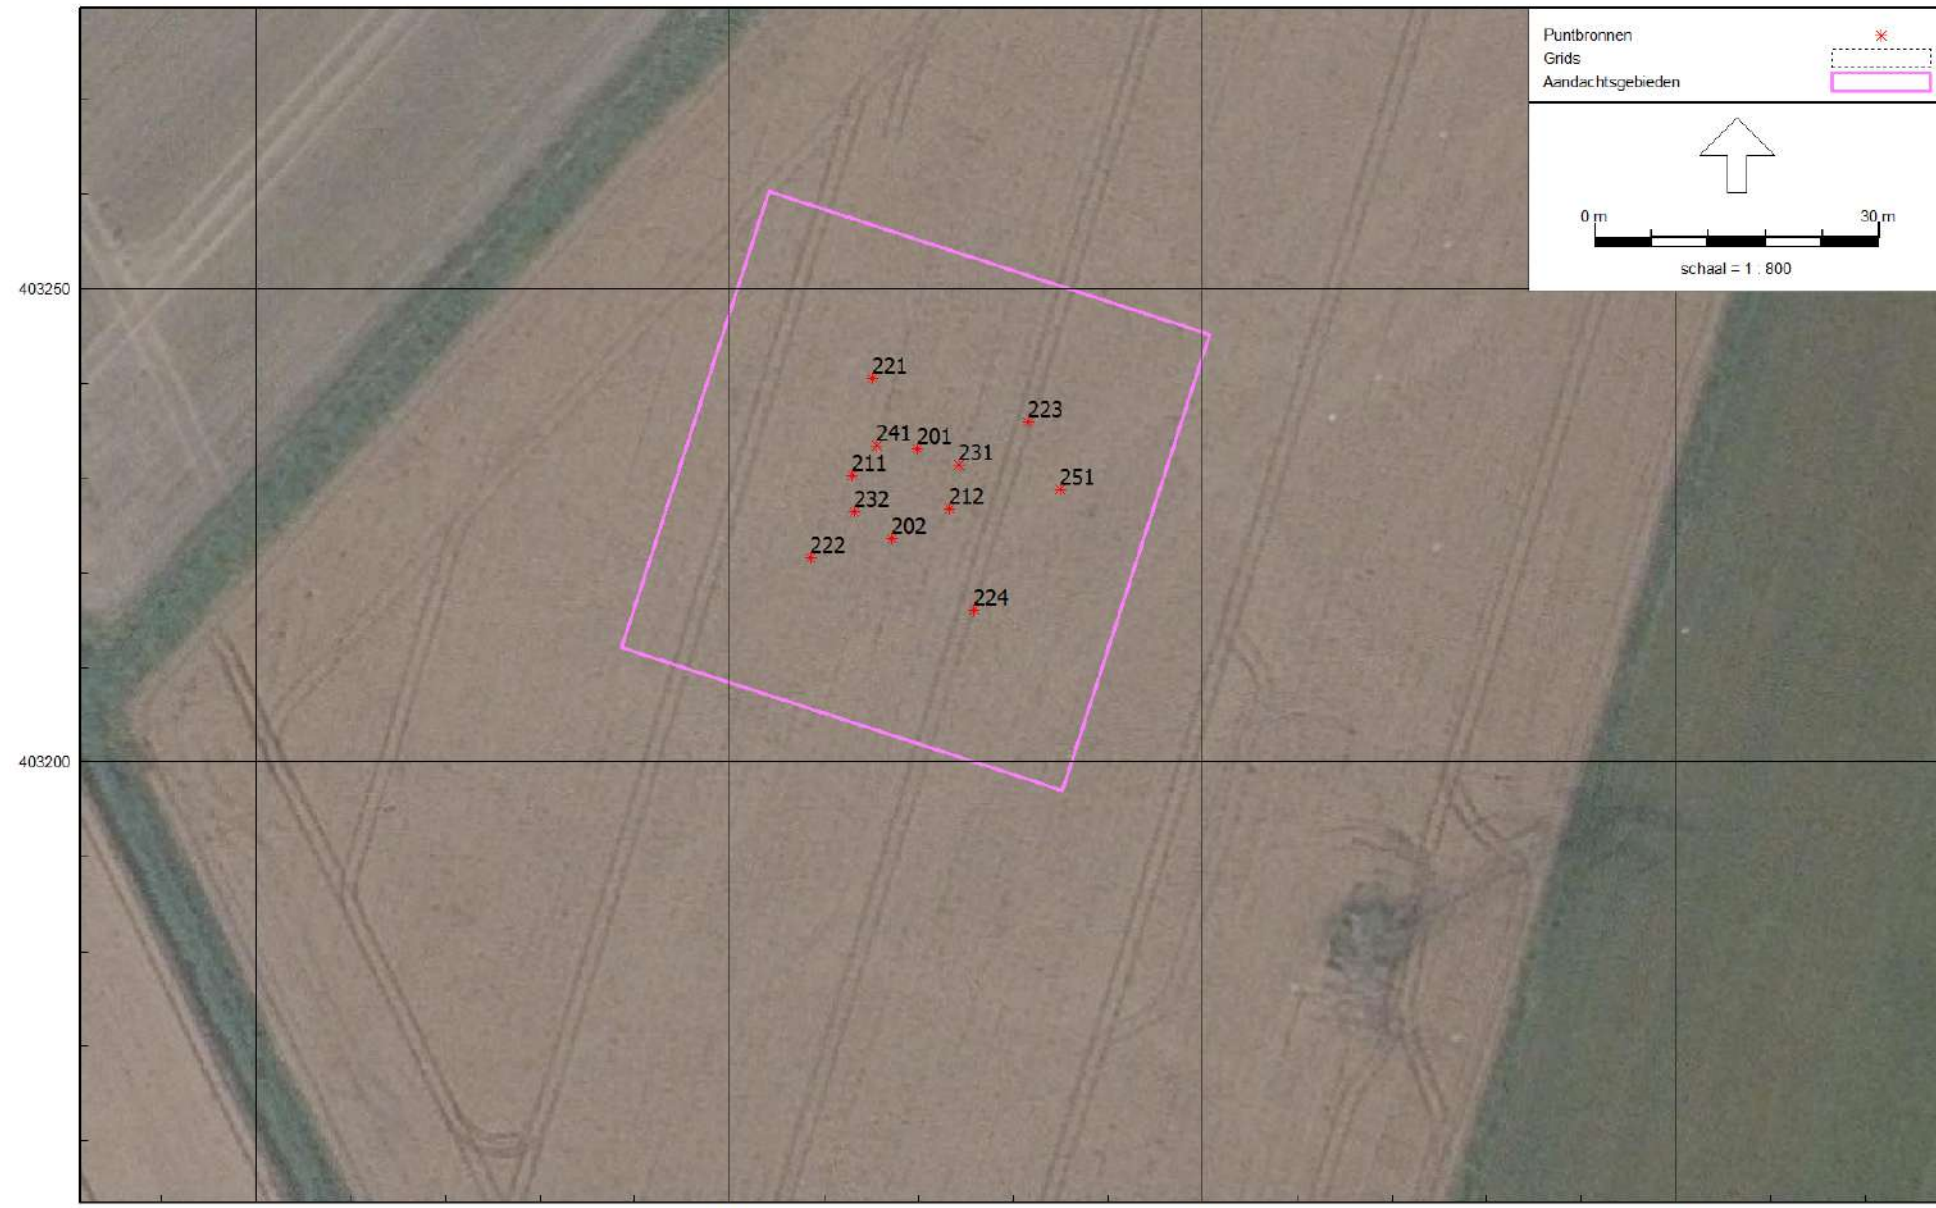 Puntbronnen
Grids
Aandachtsgebieden
0 m 30 m
schaal = 1 : 800
403250
221
223
241 201
231
211
251
232
212
202
222
224
403200